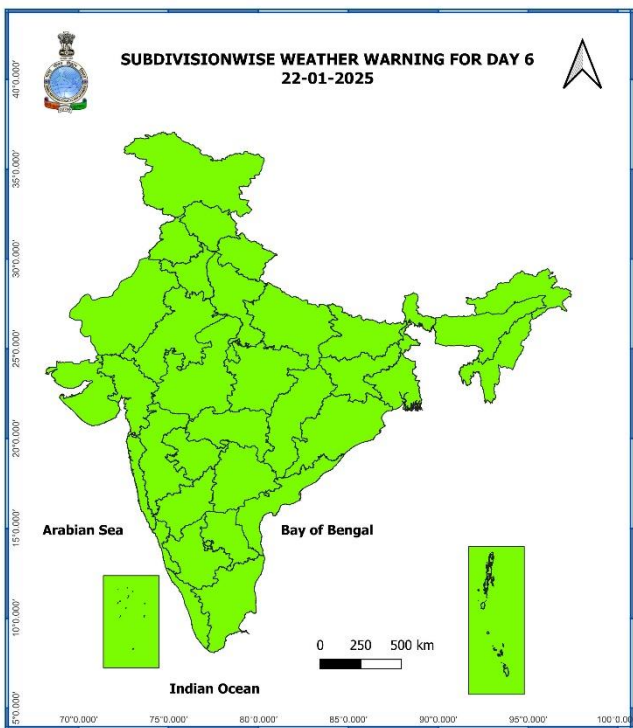 SUBDIVISIONWISE WEATHER WARNING FOR DAY 6
22-01-2025
40°0.000'
35°0.000'
30°0.000'
25°0.000'
20°0.000'
15°0.000'
10°0.000'
5°0.000'
Arabian Sea
Bay of Bengal
0 250 500 km
Indian Ocean
70°0.000' 75°0.000' 80°0.000' 85°0.000' 90°0.000' 95°0.000'